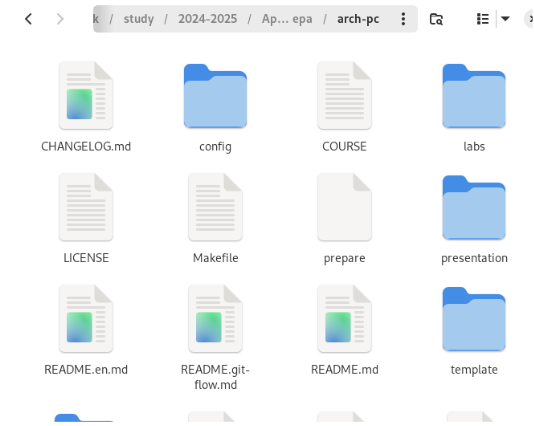 k / study / 2024-2025 / Ap... ера / arch-pc
CHANGELOG.md
config
COURSE
labs
LICENSE
Makefile
prepare
presentation
README.en.md
README.git-
flow.md
README.md
template